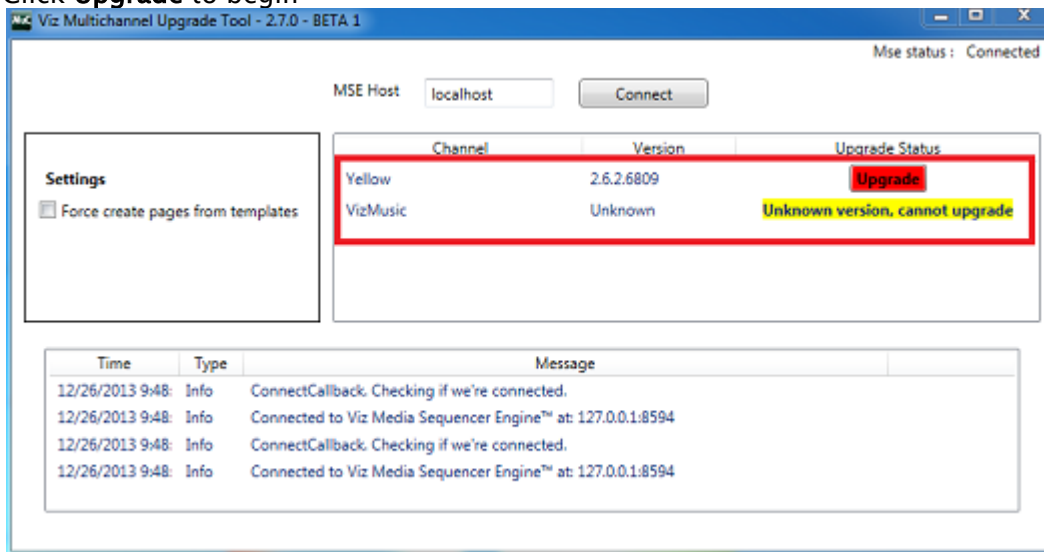 Click Upgrade to begin
Viz Multichannel Upgrade Tool - 2.7.0 - BETA 1
Mse status : Connected
MSE Host localhost Connect
Channel Version Upgrade Status
Settings
Force create pages from templates
Yellow 2.6.2.6809 Upgrade
VizMusic Unknown Unknown version, cannot upgrade
Time Type Message
12/26/2013 9:48: Info ConnectCallback. Checking if we're connected.
12/26/2013 9:48: Info Connected to Viz Media Sequencer Engine™ at: 127.0.0.1:8594
12/26/2013 9:48: Info ConnectCallback. Checking if we're connected.
12/26/2013 9:48: Info Connected to Viz Media Sequencer Engine™ at: 127.0.0.1:8594